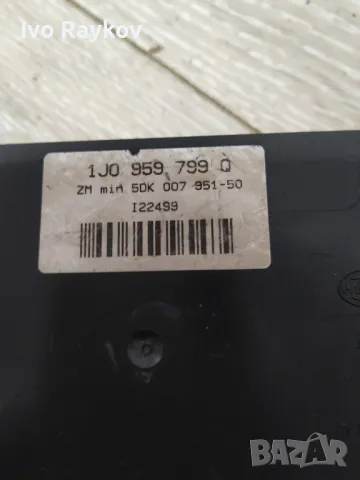 Ivo Raykov
1J0 959 799 Q
ZM min 5DK 007 951-50
I22499
BAZAR